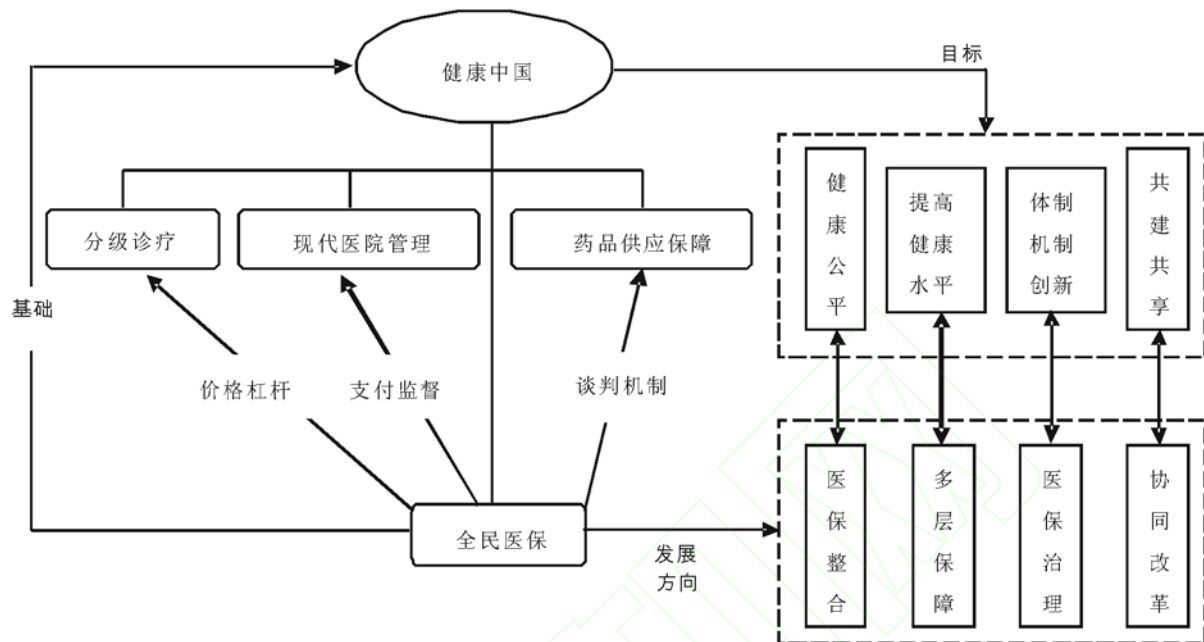 健康中国
目标
分级诊疗
现代医院管理
药品供应保障
健康公平
提高
健康
水平
体制
机制
创新
共建共享
基础
价格杠杆
支付监督
谈判机制
全民医保
发展
方向
医保整合
多层保障
医保治理
协同改革